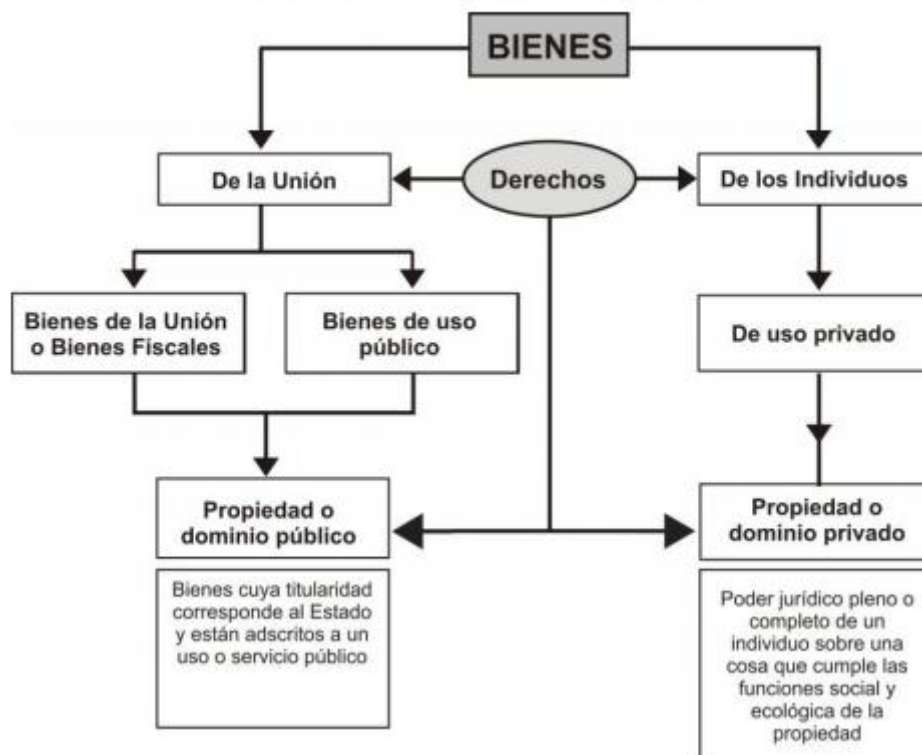 BIENES
De la Unión
Derechos
De los Individuos
Bienes de la Unión
o Bienes Fiscales
Bienes de uso
público
De uso privado
Propiedad o
dominio público
Propiedad o
dominio privado
Bienes cuya titularidad
corresponde al Estado
y están adscritos a un
uso o servicio público
Poder jurídico pleno o
completo de un
individuo sobre una
cosa que cumple las
funciones social y
ecológica de la
propiedad